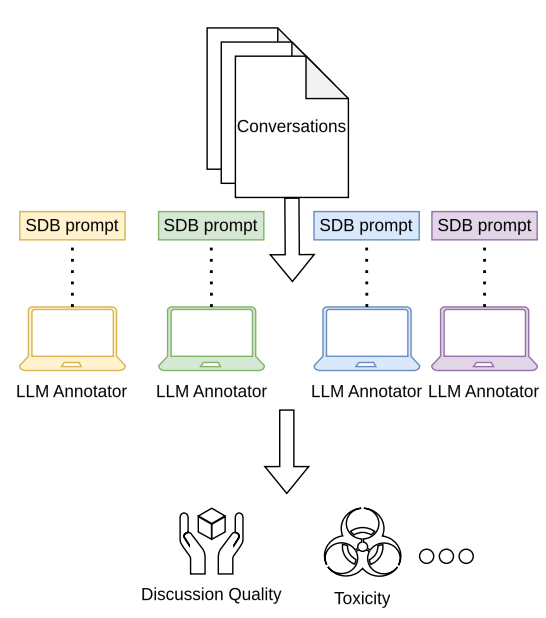 Conversations
SDB prompt
SDB prompt
SDB prompt
SDB prompt
LLM Annotator
LLM Annotator
LLM Annotator
LLM Annotator
Discussion Quality
Toxicity